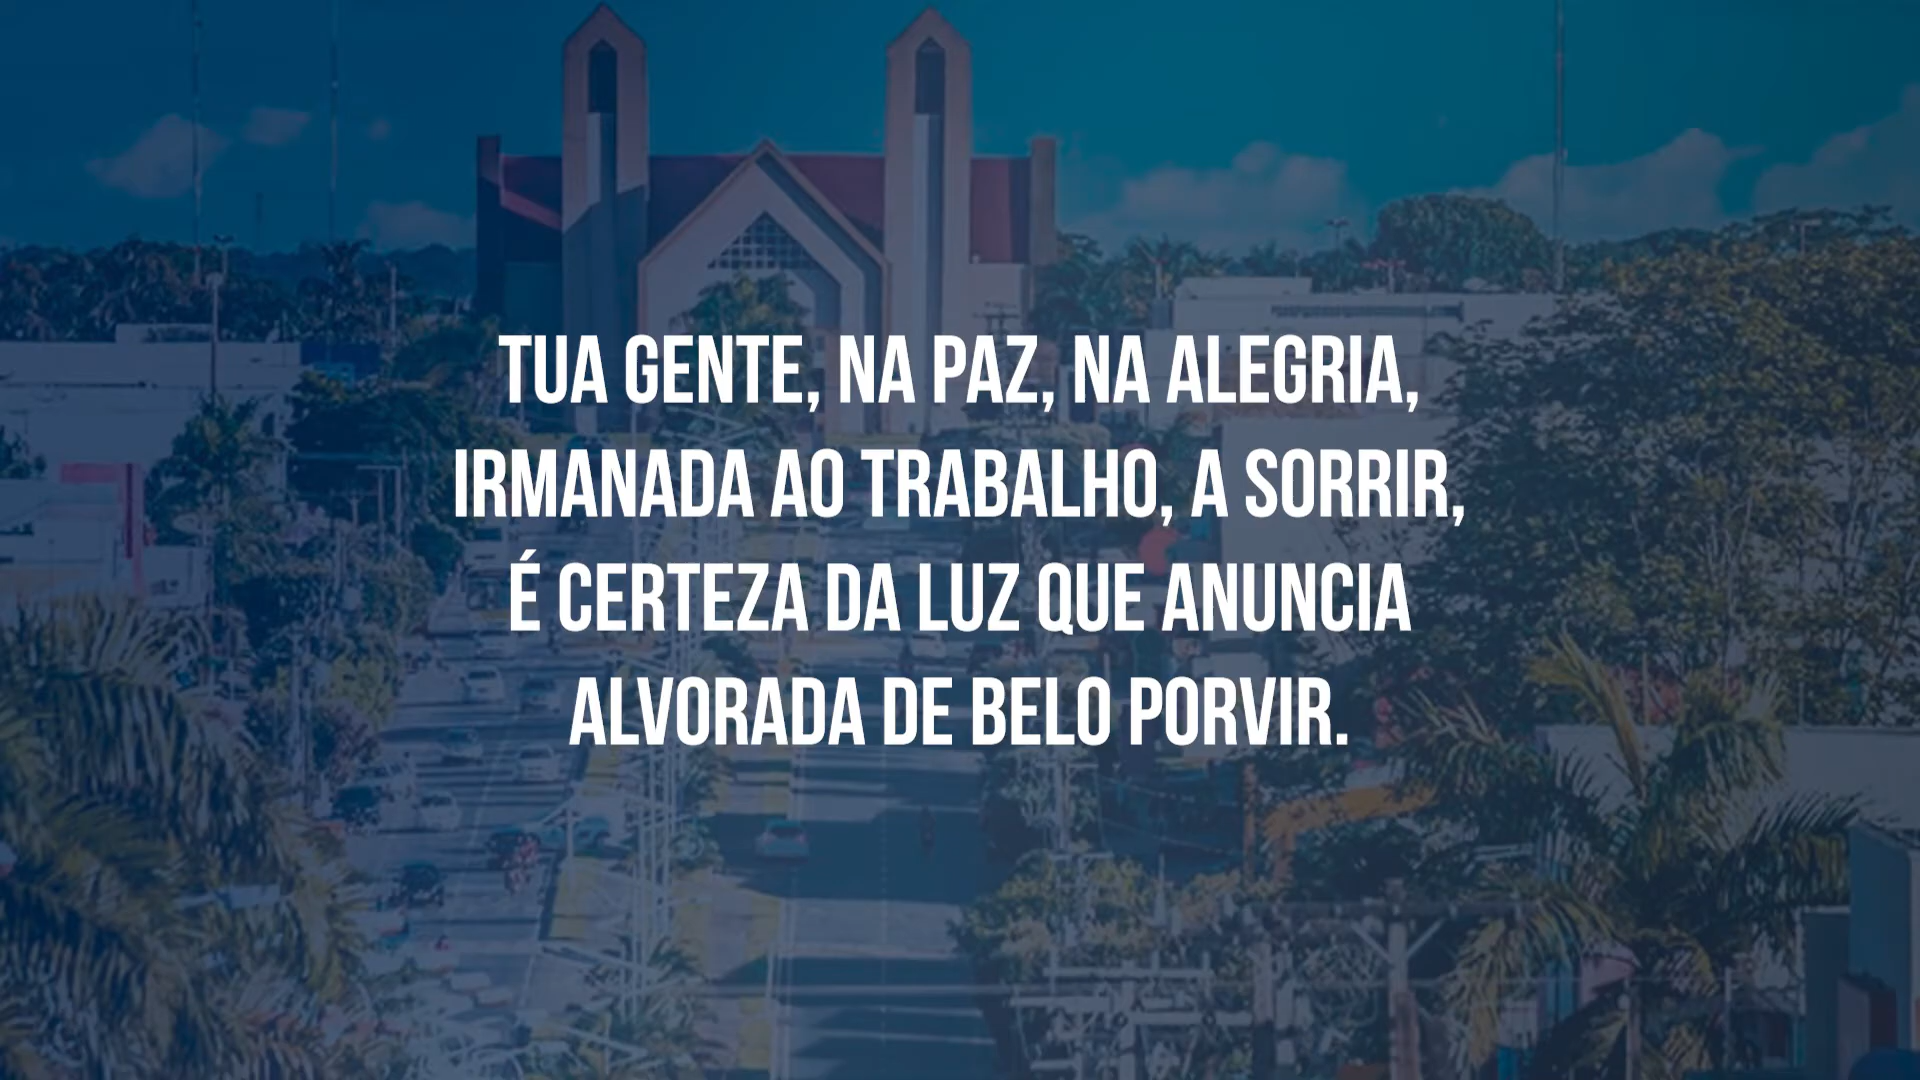 TUA GENTE, NA PAZ, NA ALEGRIA,
IRMANADA AO TRABALHO, A SORRIR,
É CERTEZA DA LUZ QUE ANUNCIA
ALVORADA DE BELO PORVIR.